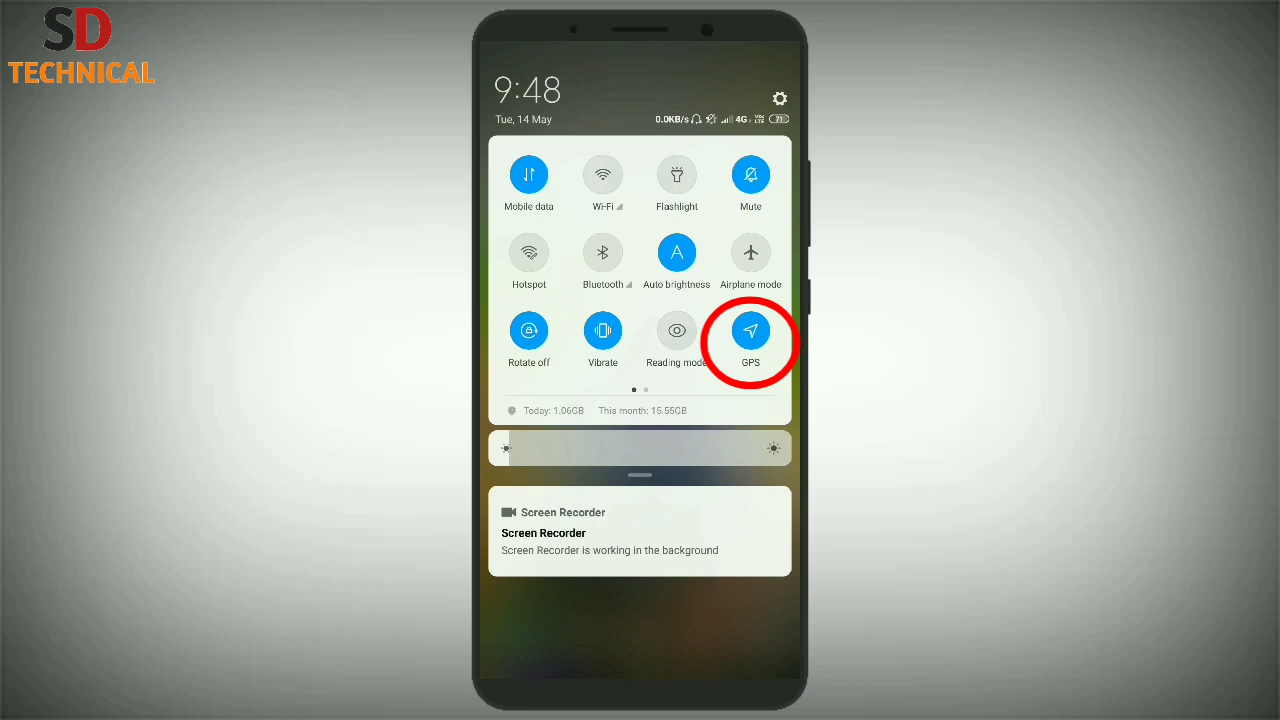 SD
TECHNICAL
9:48
Tue, 14 May
0.0KB/s 4G VoLTE 71
Mobile data Wi-Fi Flashlight Mute
A
Hotspot Bluetooth Auto brightness Airplane mode
Rotate off Vibrate Reading mode GPS
Today: 1.06GB This month: 15.55GB
Screen Recorder
Screen Recorder
Screen Recorder is working in the background